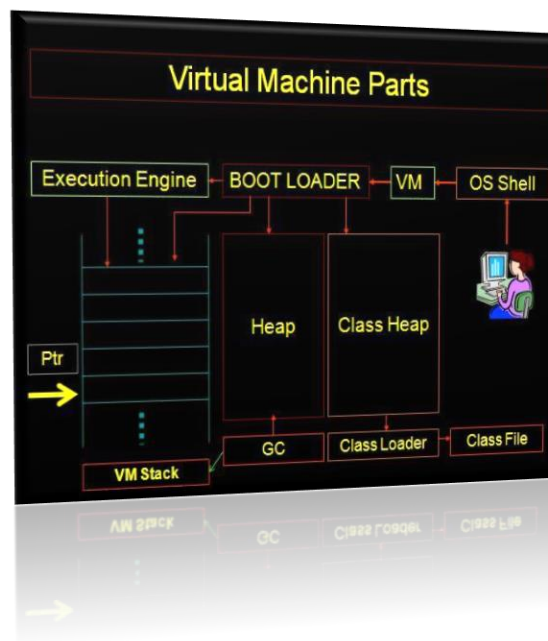 Virtual Machine Parts
Execution Engine
BOOT LOADER
VM
OS Shell
Heap
Class Heap
Ptr
GC
Class Loader
Class File
VM Stack